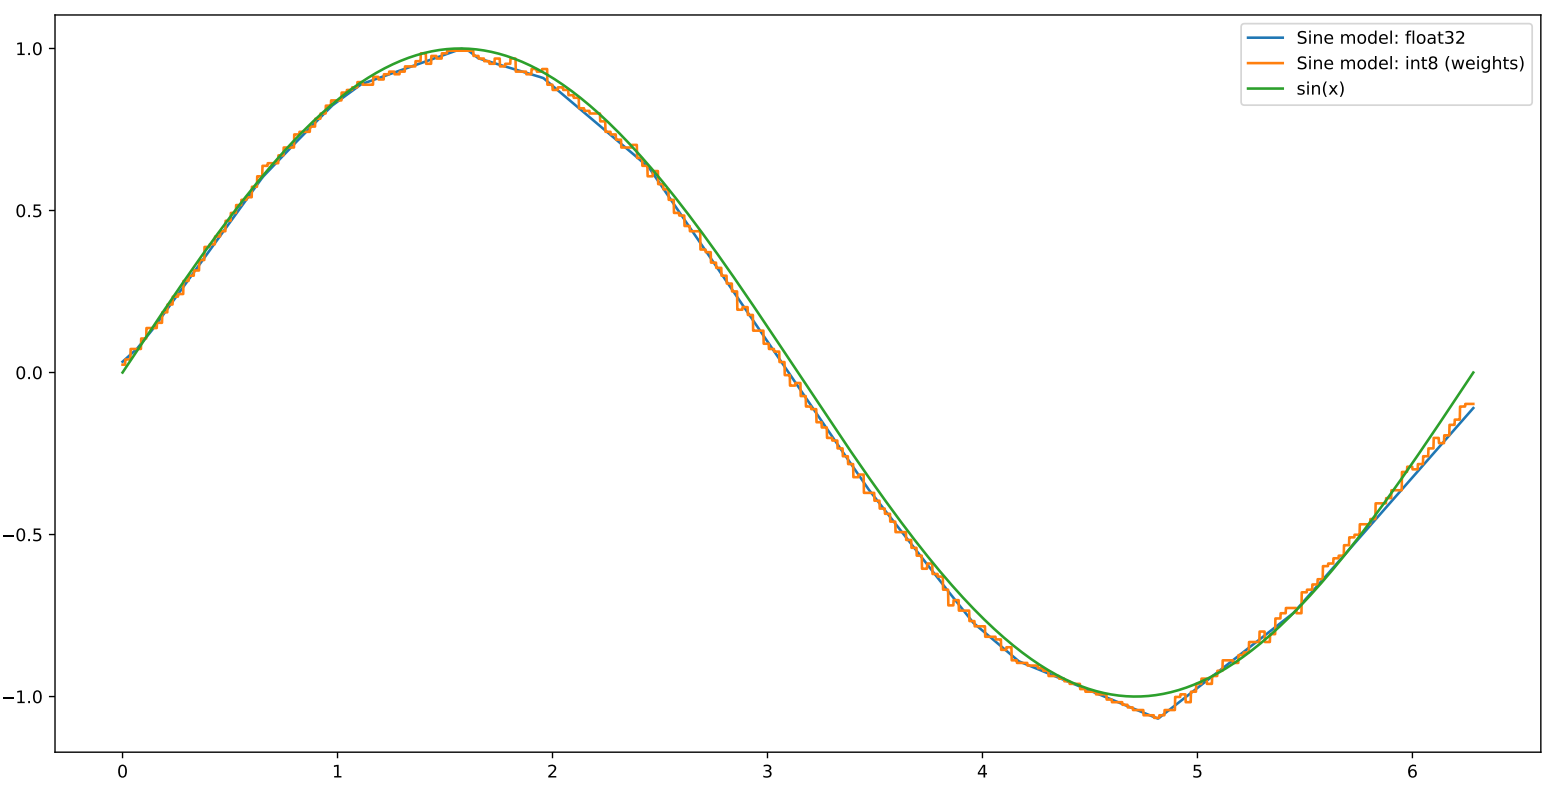 Sine model: float32
Sine model: int8 (weights)
sin(x)
1.0
0.5
0.0
−0.5
−1.0
0 1 2 3 4 5 6